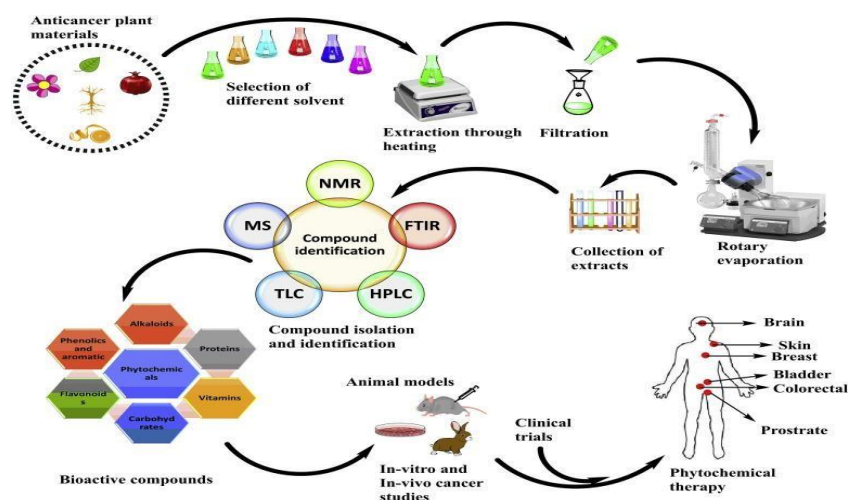 Anticancer plant
materials
Selection of
different solvent
Extraction through
heating
Filtration
Rotary
evaporation
Collection of
extracts
NMR
MS
FTIR
Compound
identification
TLC
HPLC
Compound isolation
and identification
Alkaloids
Phenolics
and
aromatic
Proteins
Phytochemic
als
Flavonoid
s
Vitamins
Carbohyd
rates
Bioactive compounds
Animal models
In-vitro and
In-vivo cancer
studies
Clinical
trials
Brain
Skin
Breast
Bladder
Colorectal
Prostrate
Phytochemical
therapy